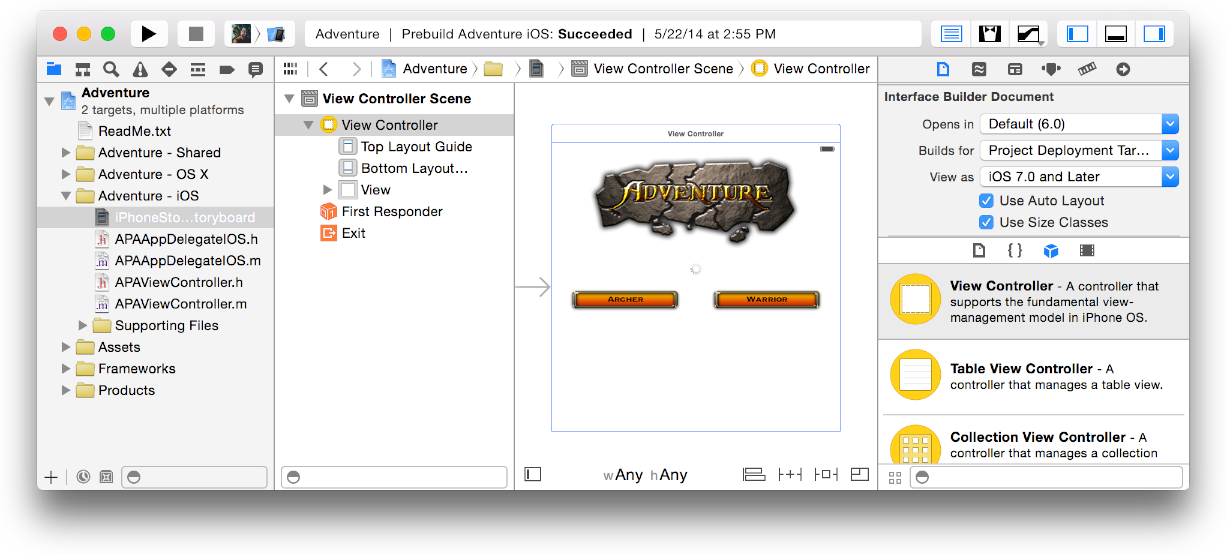 Adventure | Prebuild Adventure iOS: Succeeded | 5/22/14 at 2:55 PM
Adventure
View Controller Scene
View Controller
Adventure
2 targets, multiple platforms
ReadMe.txt
Adventure - Shared
Adventure - OS X
Adventure - iOS
iPhoneSto...toryboard
APAAppDelegateIOS.h
APAAppDelegateIOS.m
APAViewController.h
APAViewController.m
Supporting Files
Assets
Frameworks
Products
View Controller Scene
View Controller
Top Layout Guide
Bottom Layout...
View
First Responder
Exit
View Controller
ADVENTURE
ARCHER
WARRIOR
wAny hAny
Interface Builder Document
Opens in Default (6.0)
Builds for Project Deployment Tar...
View as iOS 7.0 and Later
Use Auto Layout
Use Size Classes
View Controller - A controller that
supports the fundamental view-
management model in iPhone OS.
Table View Controller - A
controller that manages a table view.
Collection View Controller - A
controller that manages a collection